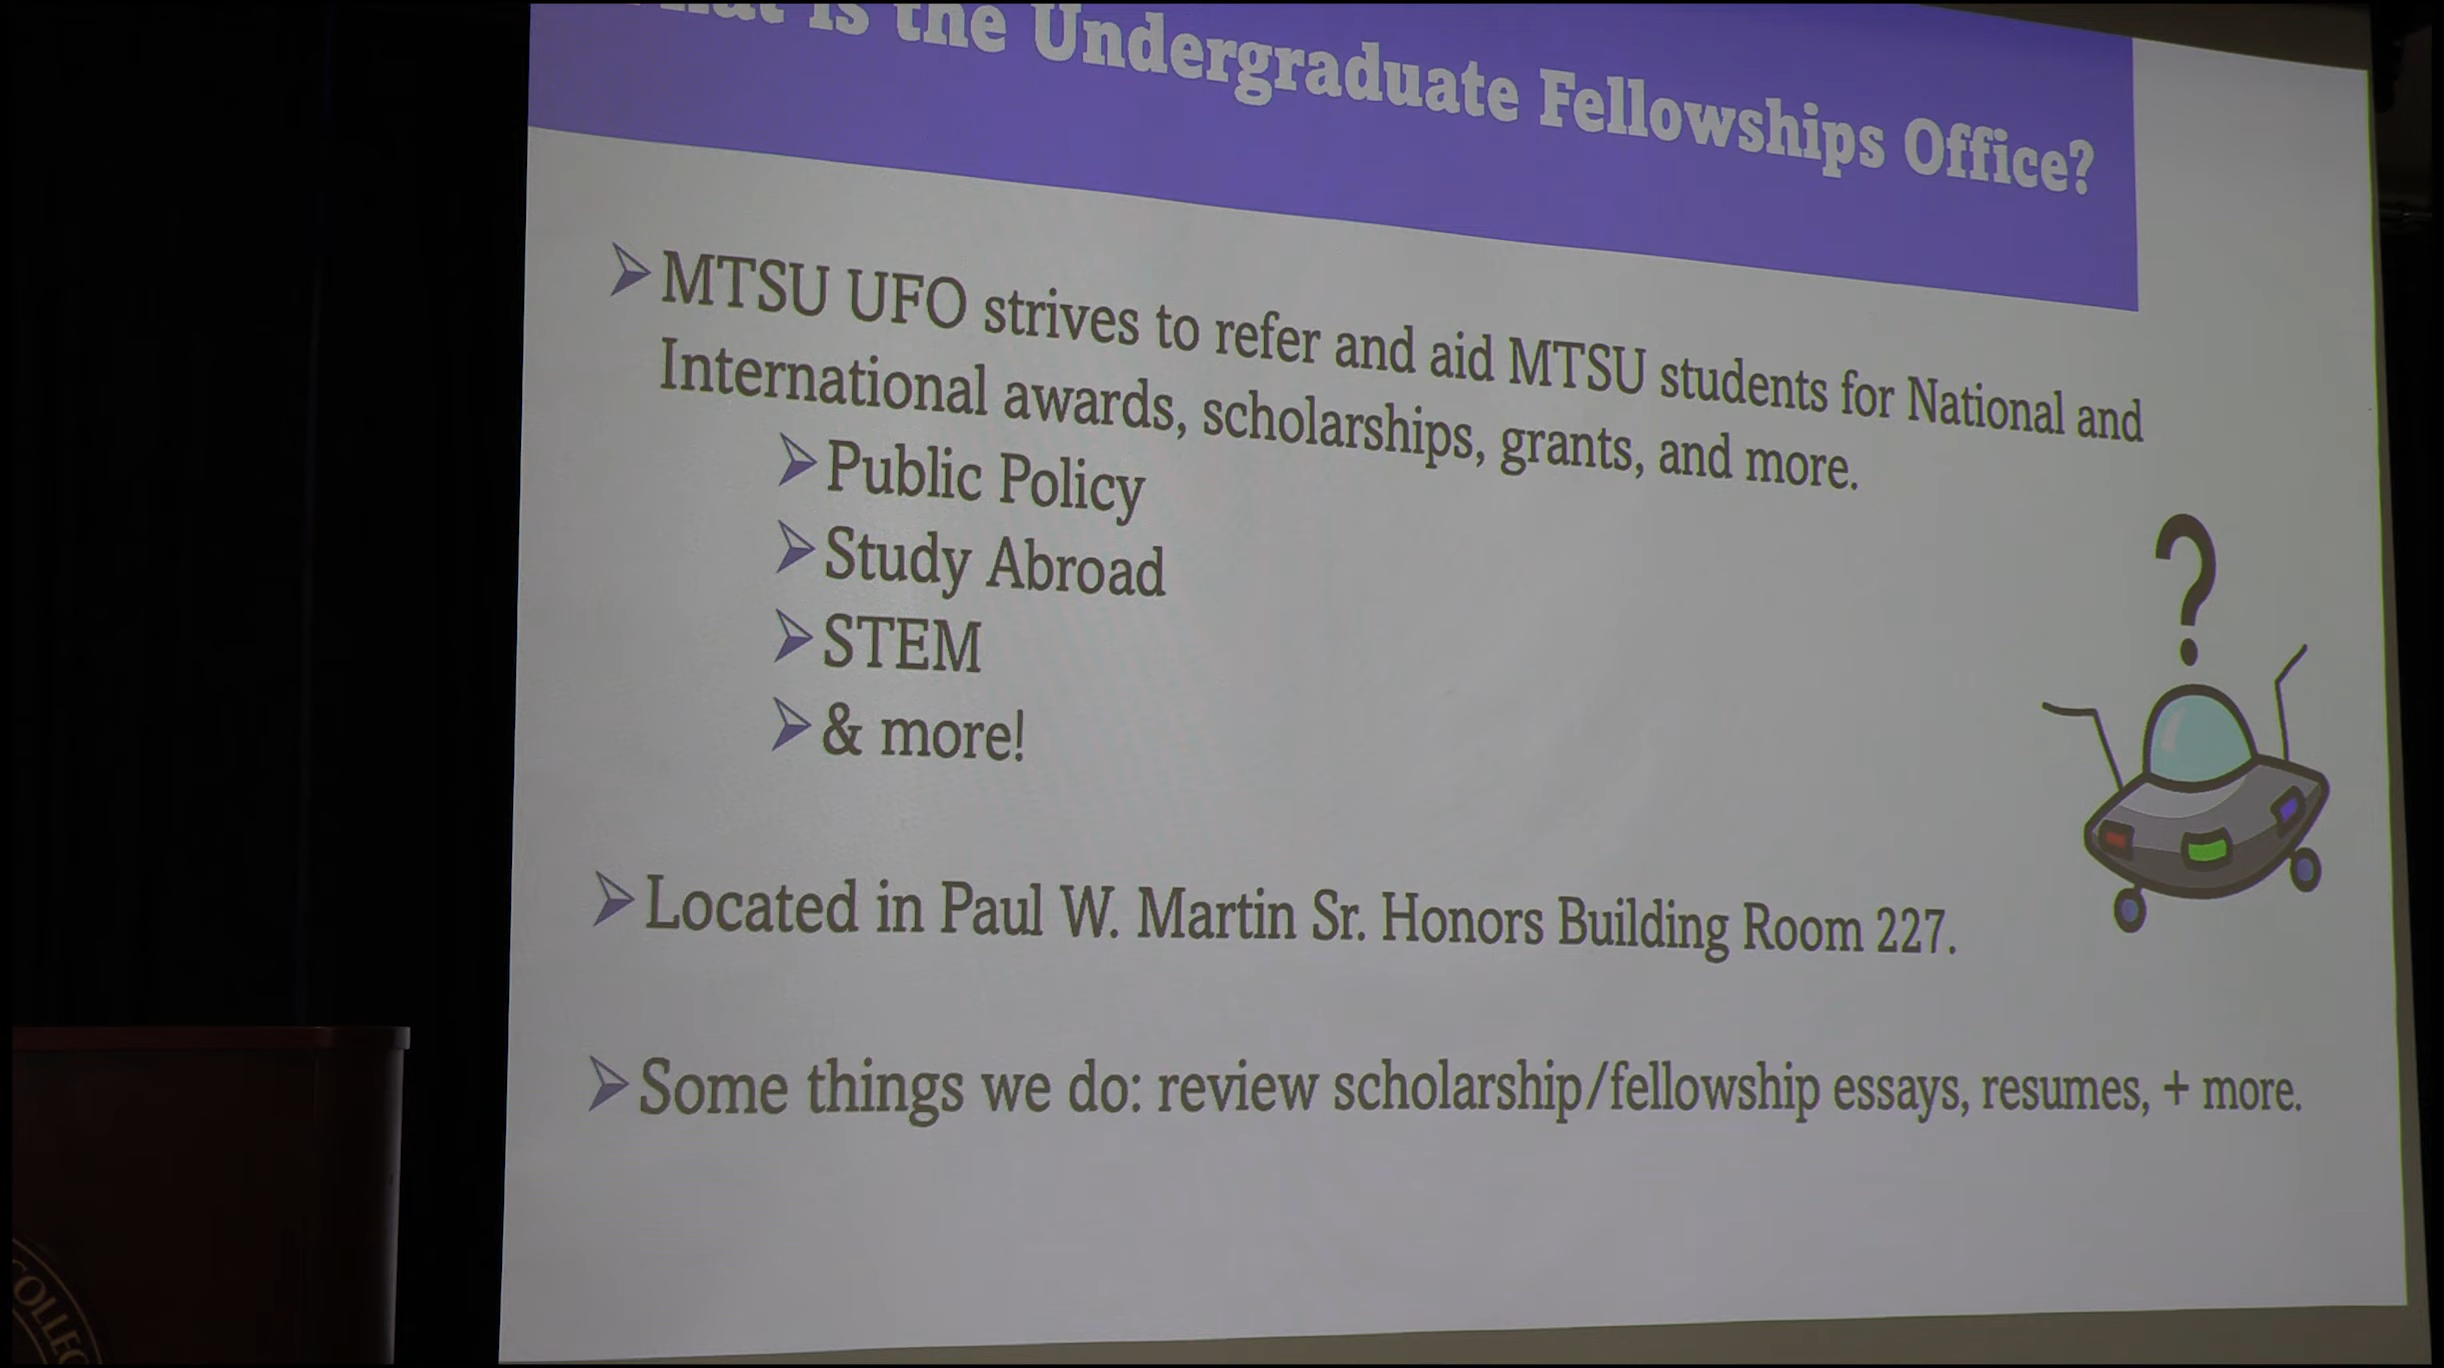 is the Undergraduate Fellowships Office?
MTSU UFO strives to refer and aid MTSU students for National and
International awards, scholarships, grants, and more.
Public Policy
Study Abroad
STEM
& more!
?
Located in Paul W. Martin Sr. Honors Building Room 227.
Some things we do: review scholarship/fellowship essays, resumes, + more.